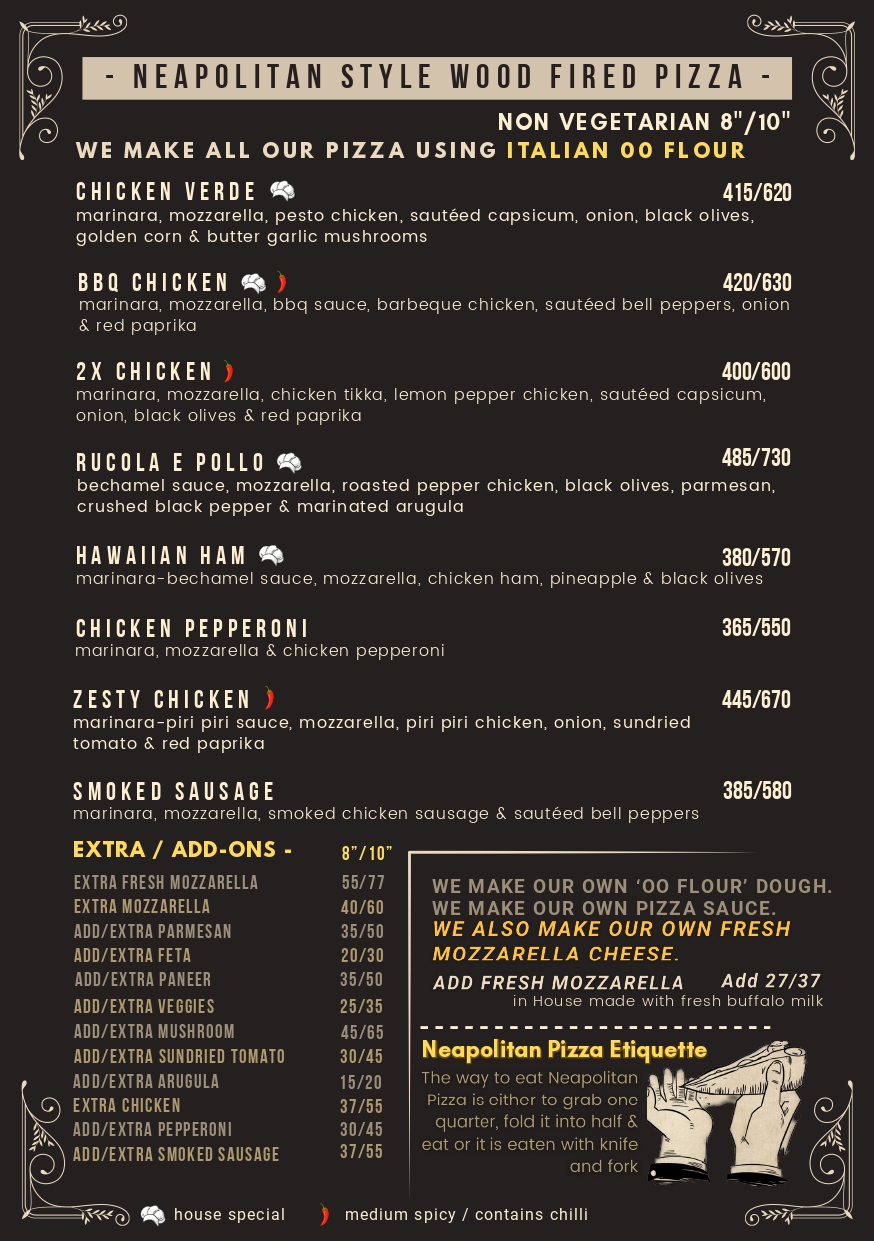 - NEAPOLITAN STYLE WOOD FIRED PIZZA -
NON VEGETARIAN 8"/10"
WE MAKE ALL OUR PIZZA USING ITALIAN 00 FLOUR
CHICKEN VERDE 415/620
marinara, mozzarella, pesto chicken, sautéed capsicum, onion, black olives,
golden corn & butter garlic mushrooms
BBQ CHICKEN 420/630
marinara, mozzarella, bbq sauce, barbeque chicken, sautéed bell peppers, onion
& red paprika
2X CHICKEN 400/600
marinara, mozzarella, chicken tikka, lemon pepper chicken, sautéed capsicum,
onion, black olives & red paprika
RUCOLA E POLLO 485/730
bechamel sauce, mozzarella, roasted pepper chicken, black olives, parmesan,
crushed black pepper & marinated arugula
HAWAIIAN HAM 380/570
marinara-bechamel sauce, mozzarella, chicken ham, pineapple & black olives
CHICKEN PEPPERONI 365/550
marinara, mozzarella & chicken pepperoni
ZESTY CHICKEN 445/670
marinara-piri piri sauce, mozzarella, piri piri chicken, onion, sundried
tomato & red paprika
SMOKED SAUSAGE 385/580
marinara, mozzarella, smoked chicken sausage & sautéed bell peppers
EXTRA / ADD-ONS - 8”/10”
EXTRA FRESH MOZZARELLA 55/77
EXTRA MOZZARELLA 40/60
ADD/EXTRA PARMESAN 35/50
ADD/EXTRA FETA 20/30
ADD/EXTRA PANEER 35/50
ADD/EXTRA VEGGIES 25/35
ADD/EXTRA MUSHROOM 45/65
ADD/EXTRA SUNDRIED TOMATO 30/45
ADD/EXTRA ARUGULA 15/20
EXTRA CHICKEN 37/55
ADD/EXTRA PEPPERONI 30/45
ADD/EXTRA SMOKED SAUSAGE 37/55
WE MAKE OUR OWN ‘OO FLOUR’ DOUGH.
WE MAKE OUR OWN PIZZA SAUCE.
WE ALSO MAKE OUR OWN FRESH
MOZZARELLA CHEESE.
ADD FRESH MOZZARELLA Add 27/37
in House made with fresh buffalo milk
Neapolitan Pizza Etiquette
The way to eat Neapolitan
Pizza is either to grab one
quarter, fold it into half &
eat or it is eaten with knife
and fork
house special medium spicy / contains chilli